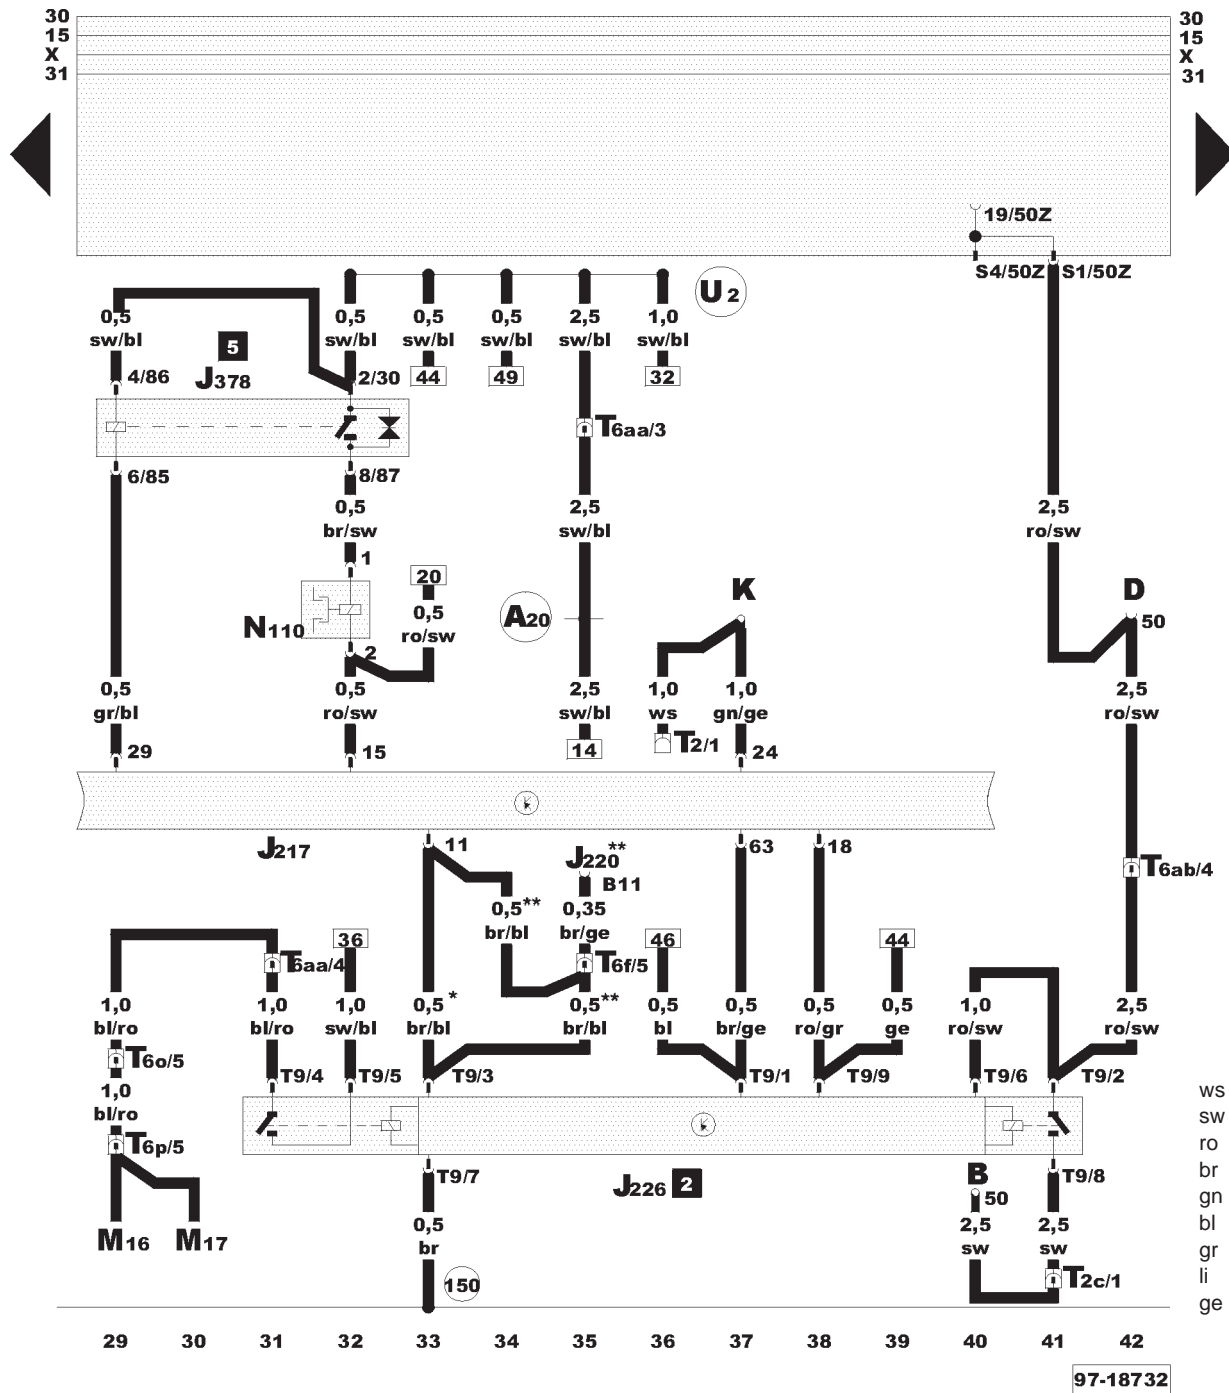 30 30
15 15
X X
31 31
19/50Z
S4/50Z S1/50Z
U2
0,5 0,5 0,5 0,5 2,5 1,0
sw/bl sw/bl sw/bl sw/bl sw/bl sw/bl
5
J378
4/86 2/30 44 49 32
T6aa/3
6/85 8/87
0,5 2,5 2,5
br/sw sw/bl ro/sw
1
20
K D
0,5
ro/sw
N110 A20 50
2
0,5 0,5 2,5 1,0 1,0 2,5
gr/bl ro/sw sw/bl ws gn/ge ro/sw
29 15 14 T2/1 24
J217 11 J220** 63 18
B11 T6ab/4
0,5** 0,35
br/bl br/ge
36 46 44
T6aa/4 T6f/5
1,0 1,0 1,0 0,5* 0,5** 0,5 0,5 0,5 0,5 1,0 2,5
bl/ro bl/ro sw/bl br/bl br/bl bl br/ge ro/gr ge ro/sw ro/sw
T6o/5
T9/4 T9/5 T9/3 T9/1 T9/9 T9/6 T9/2
1,0
bl/ro
T6p/5
T9/7 J226 2 B T9/8
50
M16 M17 0,5 2,5 2,5
br sw sw
150 T2c/1
ws
sw
ro
br
gn
bl
gr
li
ge
29 30 31 32 33 34 35 36 37 38 39 40 41 42
97-18732